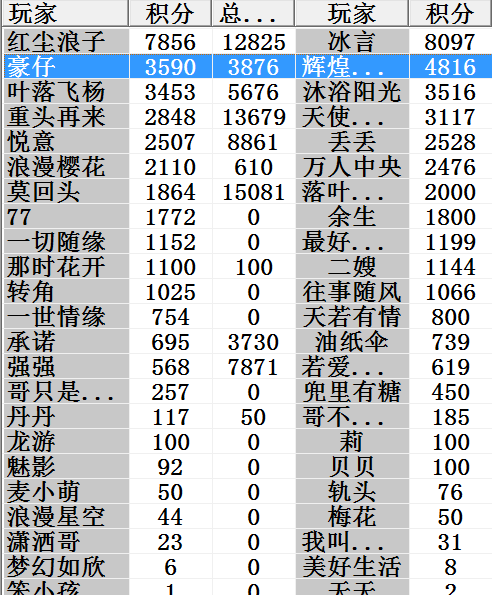 玩家 积分 总... 玩家 积分
红尘浪子 7856 12825 冰言 8097
豪仔 3590 3876 辉煌... 4816
叶落飞杨 3453 5676 沐浴阳光 3516
重头再来 2848 13679 天使... 3117
悦意 2507 8861 丢丢 2528
浪漫樱花 2110 610 万人中央 2476
莫回头 1864 15081 落叶... 2000
77 1772 0 余生 1800
一切随缘 1152 0 最好... 1199
那时花开 1100 100 二嫂 1144
转角 1025 0 往事随风 1066
一世情缘 754 0 天若有情 800
承诺 695 3730 油纸伞 739
强强 568 7871 若爱... 619
哥只是... 257 0 兜里有糖 450
丹丹 117 50 哥不... 185
龙游 100 0 莉 100
魅影 92 0 贝贝 100
麦小萌 50 0 轨头 76
浪漫星空 44 0 梅花 50
潇洒哥 23 0 我叫... 31
梦幻如欣 6 0 美好生活 8
笨小孩 1 0 天天 2